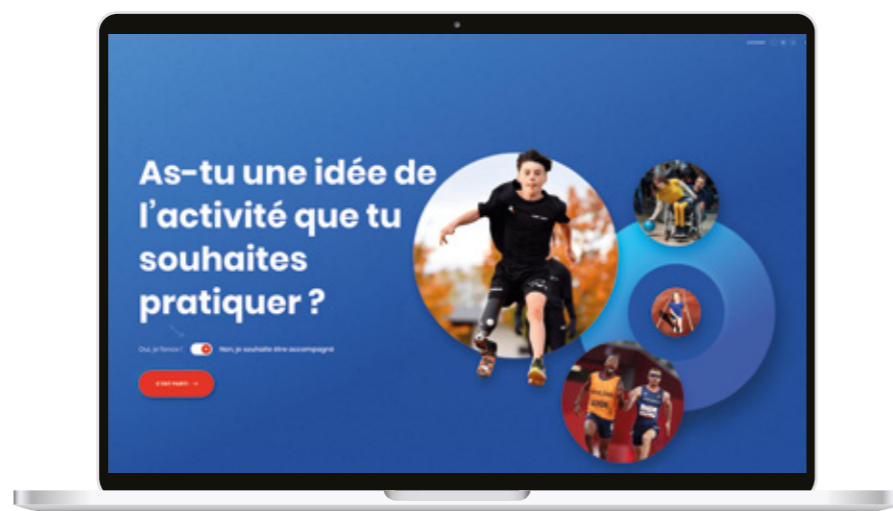 As-tu une idée de
l'activité que tu
souhaites
pratiquer ?
Oui, je fonce ! Non, je souhaite être accompagné
C'EST PARTI